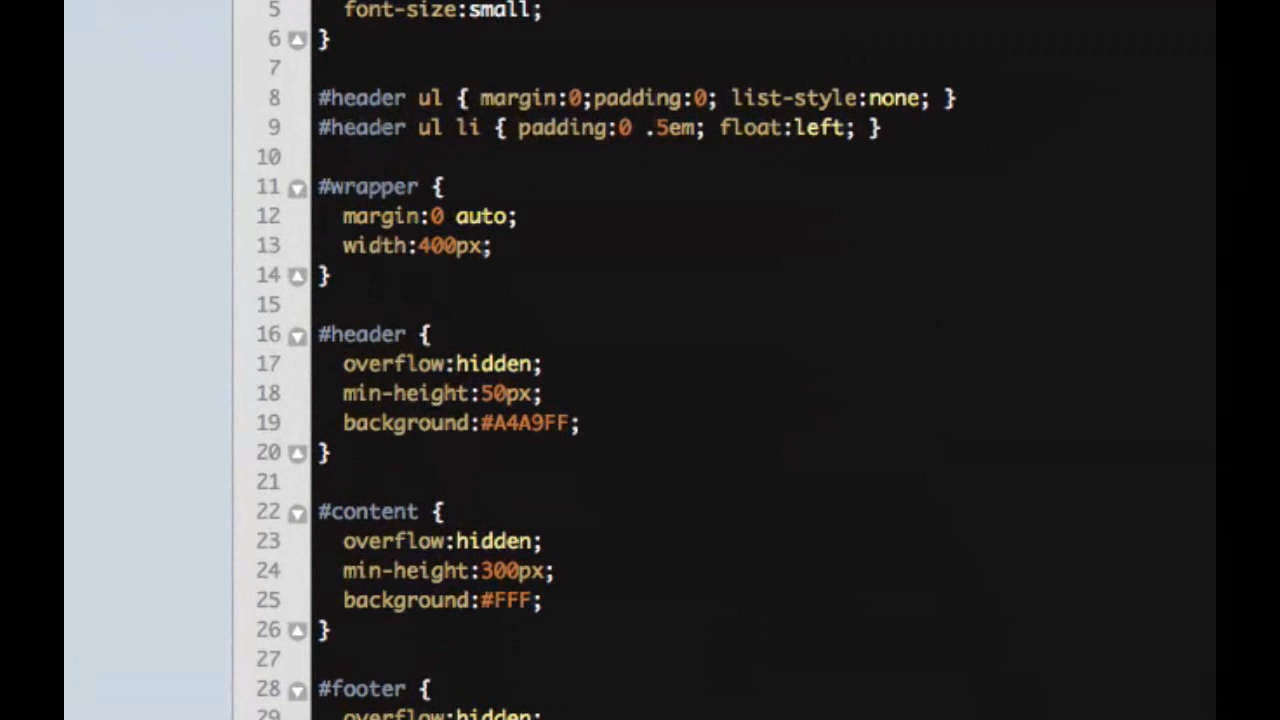 5 font-size:small;
6 }
7
8 #header ul { margin:0;padding:0; list-style:none; }
9 #header ul li { padding:0 .5em; float:left; }
10
11 #wrapper {
12 margin:0 auto;
13 width:400px;
14 }
15
16 #header {
17 overflow:hidden;
18 min-height:50px;
19 background:#A4A9FF;
20 }
21
22 #content {
23 overflow:hidden;
24 min-height:300px;
25 background:#FFF;
26 }
27
28 #footer {
29 overflow:hidden;